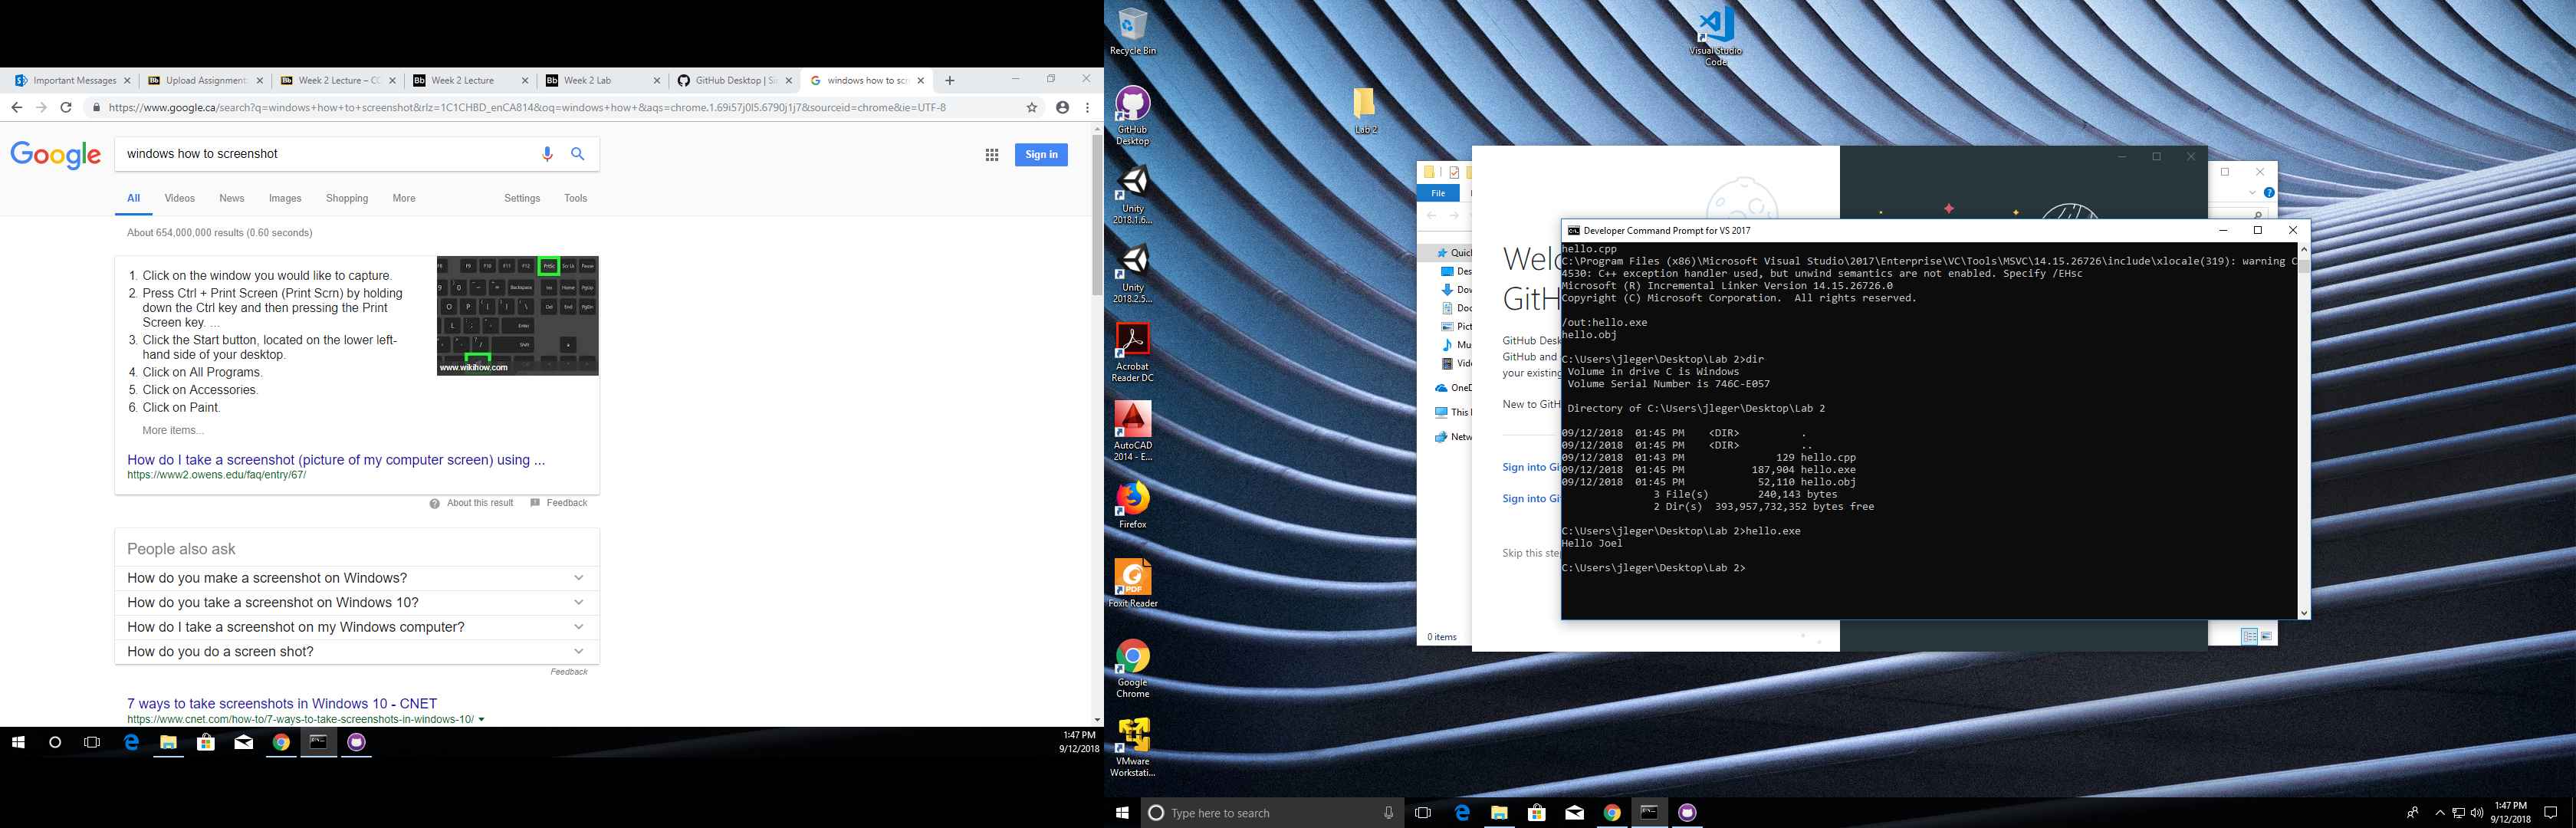 Important Messages
Upload Assignment:
Week 2 Lecture – CC
Week 2 Lecture
Week 2 Lab
GitHub Desktop | Sir
windows how to scr
https://www.google.ca/search?q=windows+how+to+screenshot&rlz=1C1CHBD_enCA814&oq=windows+how+&aqs=chrome.1.69i57j0l5.6790j1j7&sourceid=chrome&ie=UTF-8
Google
windows how to screenshot
Sign in
All Videos News Images Shopping More Settings Tools
About 654,000,000 results (0.60 seconds)
1. Click on the window you would like to capture.
2. Press Ctrl + Print Screen (Print Scrn) by holding
down the Ctrl key and then pressing the Print
Screen key. ...
3. Click the Start button, located on the lower left-
hand side of your desktop.
4. Click on All Programs.
5. Click on Accessories.
6. Click on Paint.
More items...
www.wikihow.com
How do I take a screenshot (picture of my computer screen) using ...
https://www2.owens.edu/faq/entry/67/
About this result Feedback
People also ask
How do you make a screenshot on Windows?
How do you take a screenshot on Windows 10?
How do I take a screenshot on my Windows computer?
How do you do a screen shot?
Feedback
7 ways to take screenshots in Windows 10 - CNET
https://www.cnet.com/how-to/7-ways-to-take-screenshots-in-windows-10/
1:47 PM
9/12/2018
Recycle Bin
GitHub
Desktop
Unity
2018.1.6...
Unity
2018.2.5...
Acrobat
Reader DC
AutoCAD
2014 - E...
Firefox
Foxit Reader
Google
Chrome
VMware
Workstati...
Visual Studio
Code
Lab 2
File
Quic
Des
Dov
Doc
Pict
Mu
Vide
OneD
This
Netw
0 items
Welc
GitH
GitHub Desk
GitHub and
your existing
New to GitH
Sign into Gi
Sign into Gi
Skip this ste
Developer Command Prompt for VS 2017
hello.cpp
C:\Program Files (x86)\Microsoft Visual Studio\2017\Enterprise\VC\Tools\MSVC\14.15.26726\include\xlocale(319): warning C
4530: C++ exception handler used, but unwind semantics are not enabled. Specify /EHsc
Microsoft (R) Incremental Linker Version 14.15.26726.0
Copyright (C) Microsoft Corporation.  All rights reserved.
/out:hello.exe
hello.obj
C:\Users\jleger\Desktop\Lab 2>dir
Volume in drive C is Windows
Volume Serial Number is 746C-E057
Directory of C:\Users\jleger\Desktop\Lab 2
09/12/2018  01:45 PM    <DIR>          .
09/12/2018  01:45 PM    <DIR>          ..
09/12/2018  01:43 PM               129 hello.cpp
09/12/2018  01:45 PM           187,904 hello.exe
09/12/2018  01:45 PM            52,110 hello.obj
3 File(s)        240,143 bytes
2 Dir(s)  393,957,732,352 bytes free
C:\Users\jleger\Desktop\Lab 2>hello.exe
Hello Joel
C:\Users\jleger\Desktop\Lab 2>
Type here to search
1:47 PM
9/12/2018